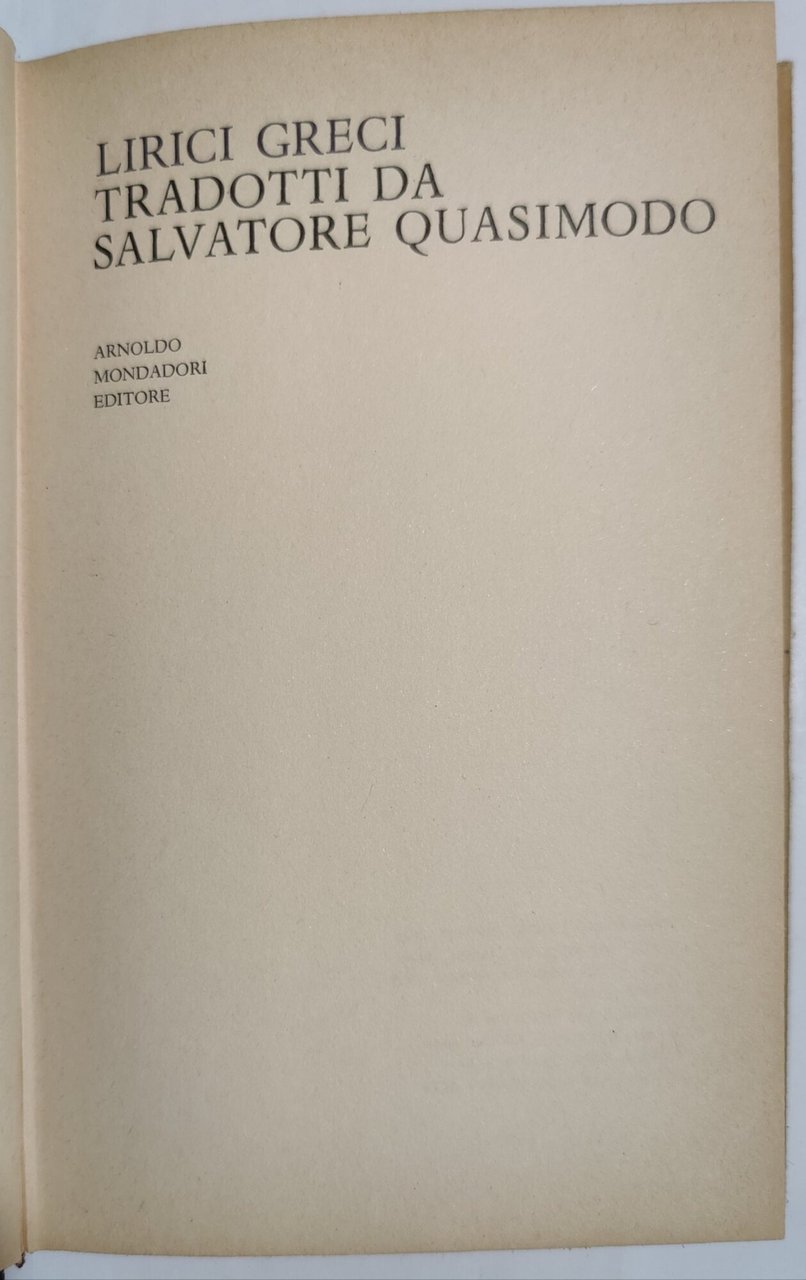 LIRICI GRECI
TRADOTTI DA
SALVATORE QUASIMODO
ARNOLDO
MONDADORI
EDITORE